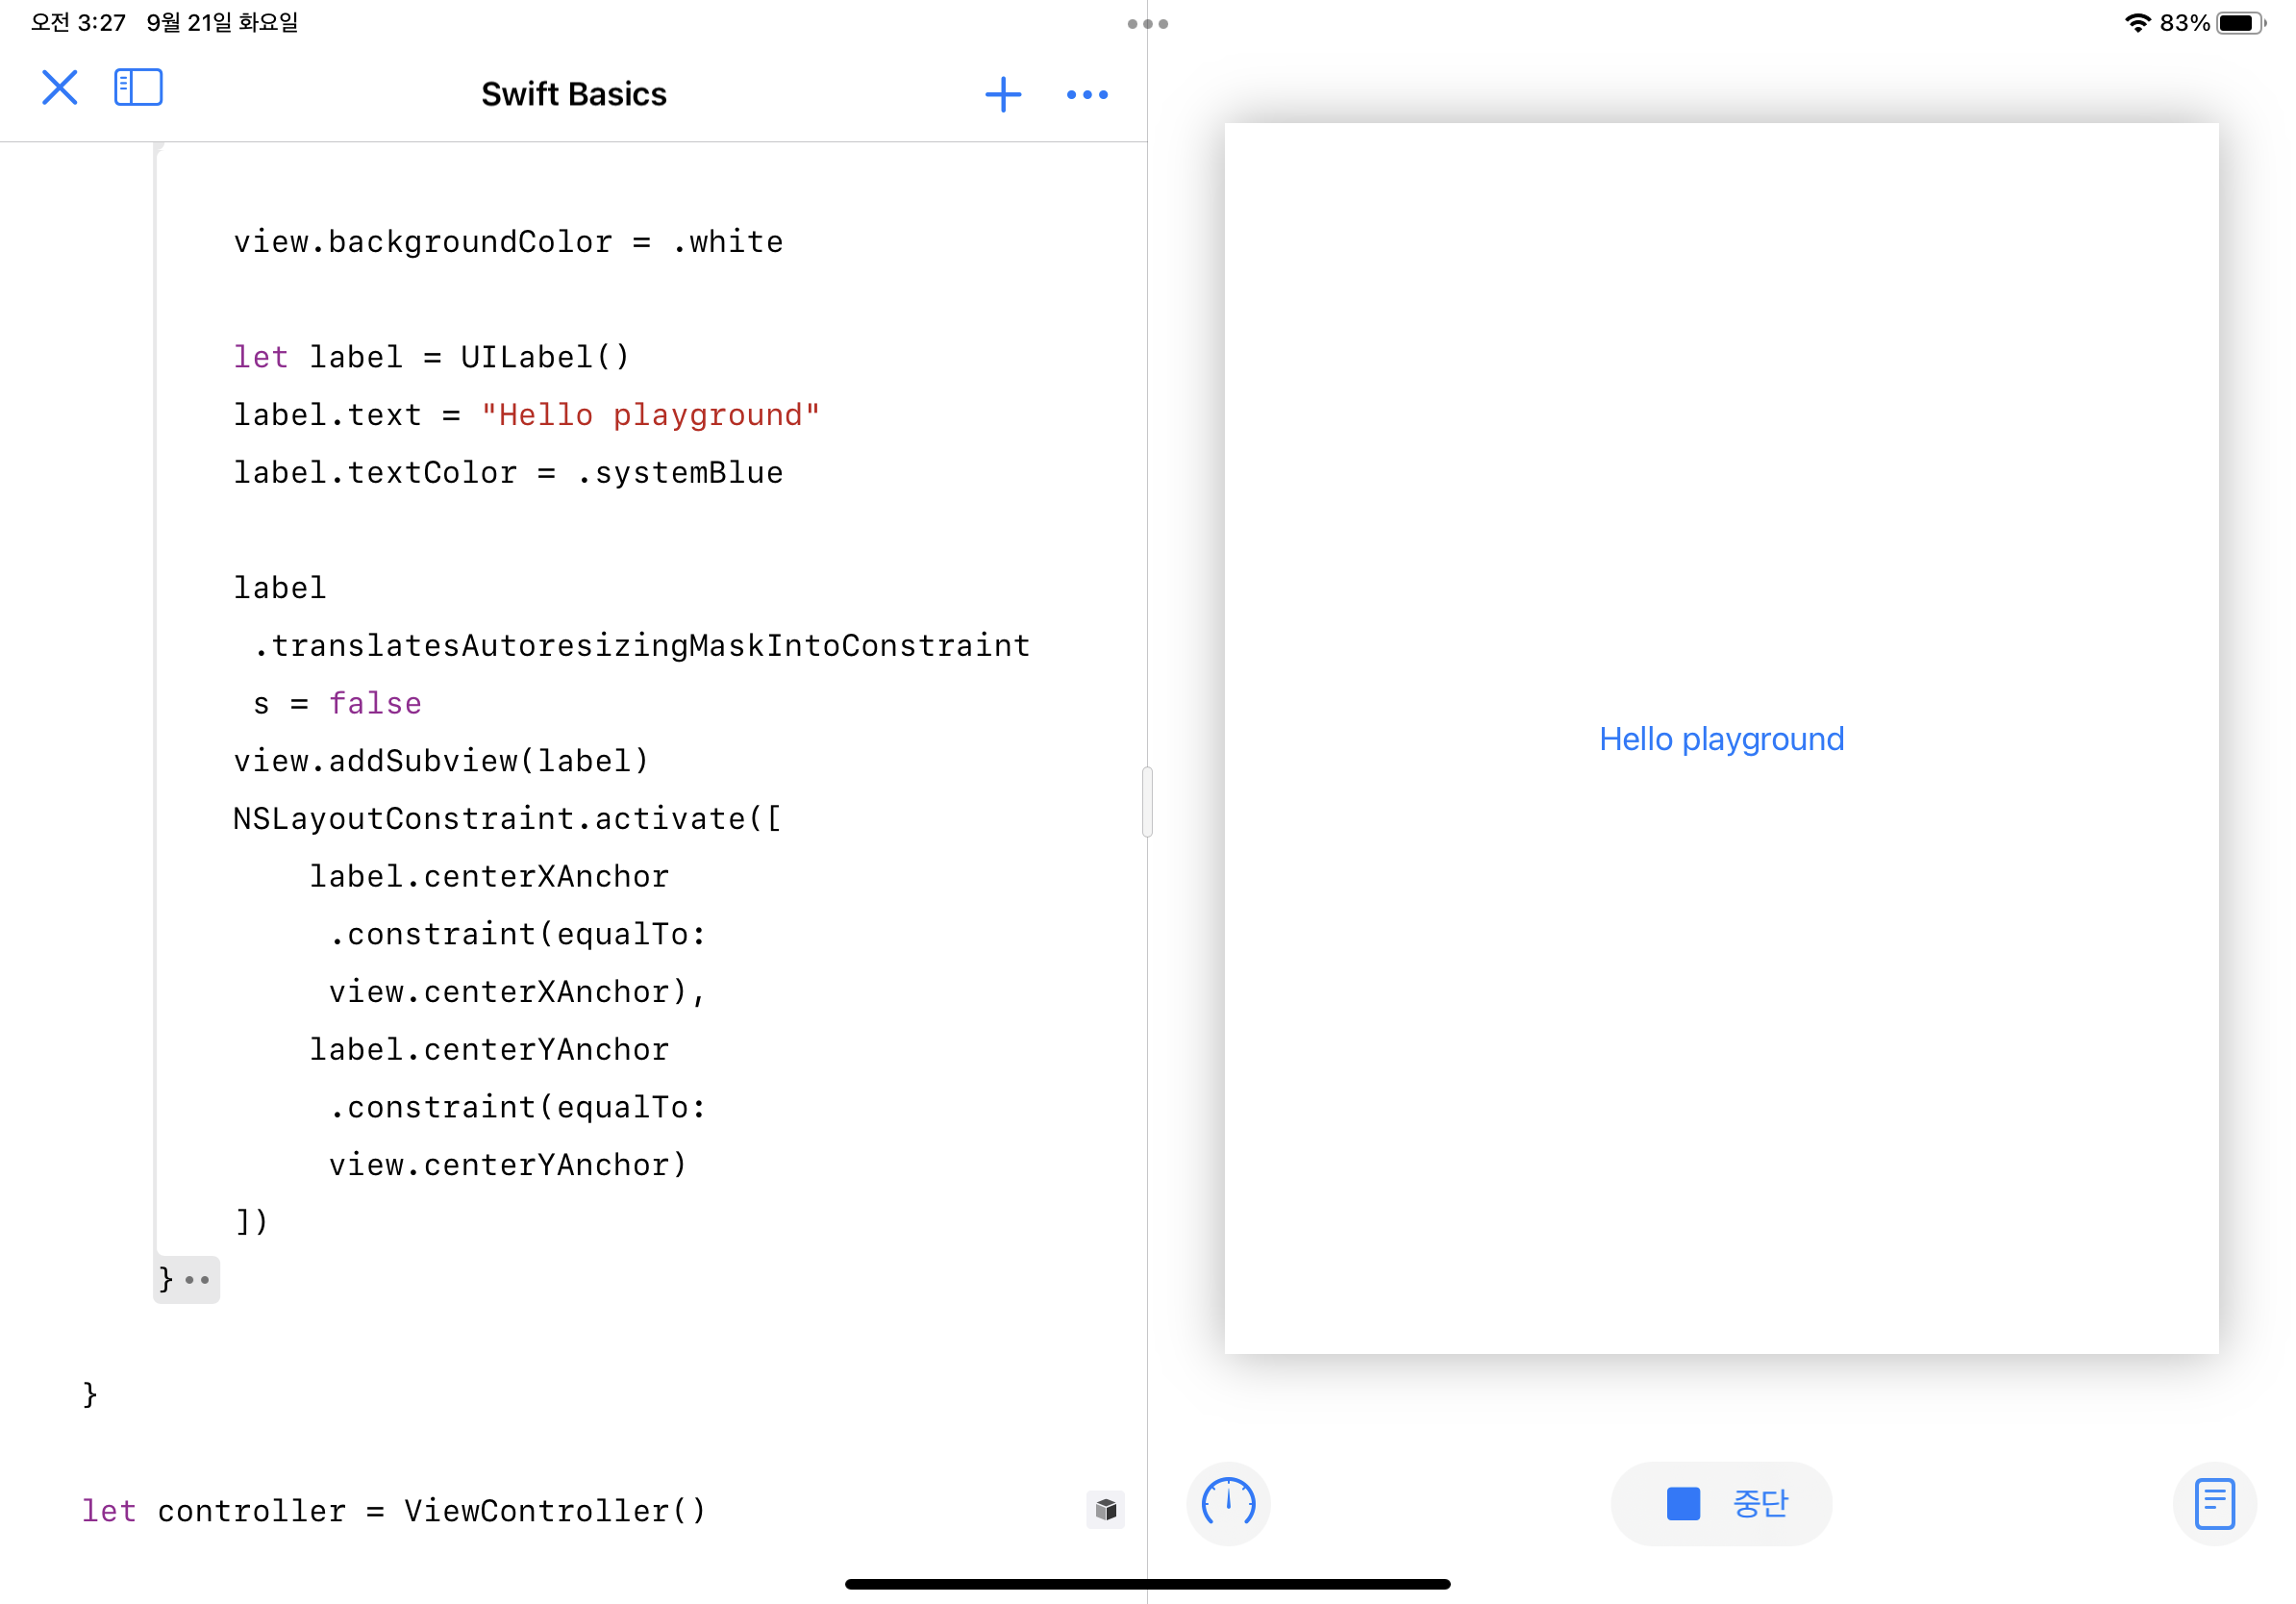 오전 3:27 9월 21일 화요일
83%
Swift Basics
view.backgroundColor = .white
let label = UILabel()
label.text = "Hello playground"
label.textColor = .systemBlue
label
.translatesAutoresizingMaskIntoConstraint
s = false
view.addSubview(label)
NSLayoutConstraint.activate([
label.centerXAnchor
.constraint(equalTo:
view.centerXAnchor),
label.centerYAnchor
.constraint(equalTo:
view.centerYAnchor)
])
}
}
let controller = ViewController()
Hello playground
중단